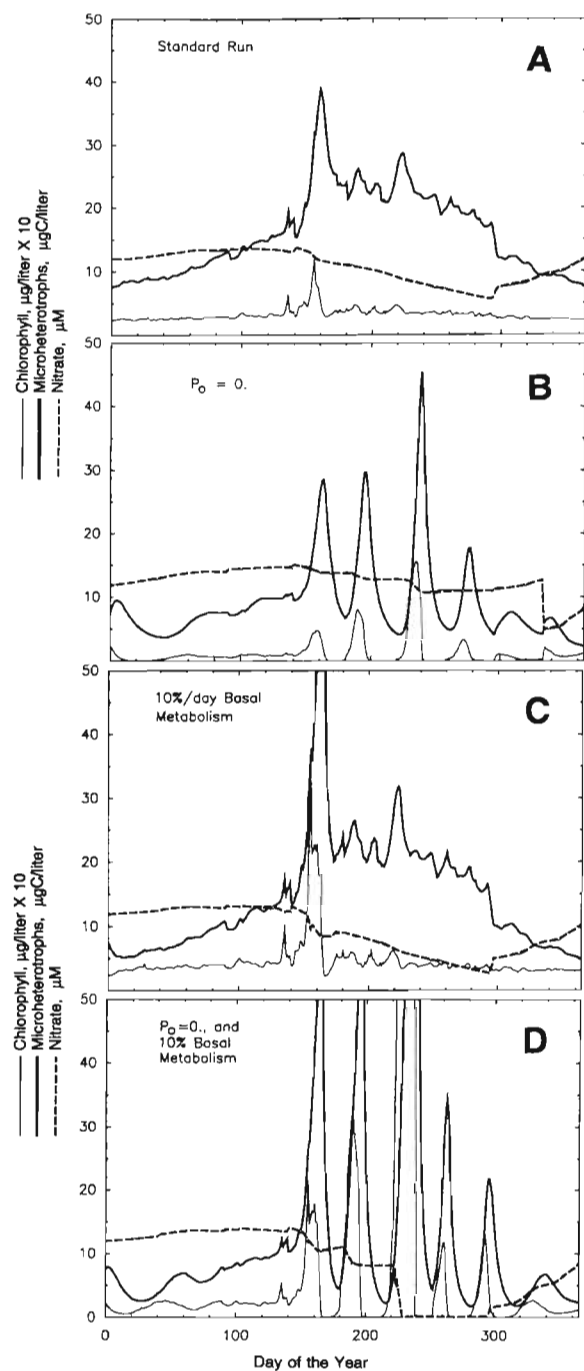 Chlorophyll, µg/liter X 10
Microheterotrophs, µgC/liter
Nitrate, µM
50
40
30
20
10
Standard Run
A
50
40
30
20
10
P₀ = 0.
B
Chlorophyll, µg/liter X 10
Microheterotrophs, µgC/liter
Nitrate, µM
50
40
30
20
10
10%/day Basal
Metabolism
C
50
40
30
20
10
0
P₀=0., and
10% Basal
Metabolism
D
0
100
200
300
Day of the Year